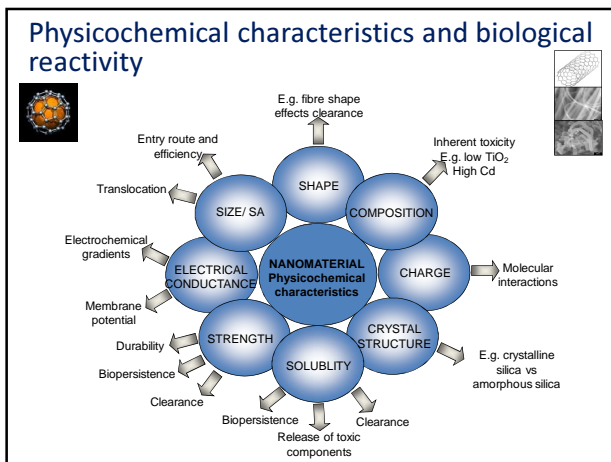 Physicochemical characteristics and biological
reactivity
E.g. fibre shape
effects clearance
Entry route and
efficiency
Inherent toxicity
E.g. low TiO₂
High Cd
SHAPE
Translocation
SIZE/ SA
COMPOSITION
Electrochemical
gradients
ELECTRICAL
CONDUCTANCE
NANOMATERIAL
Physicochemical
characteristics
CHARGE
Molecular
interactions
Membrane
potential
STRENGTH
CRYSTAL
STRUCTURE
Durability
Biopersistence
SOLUBLITY
E.g. crystalline
silica vs
amorphous silica
Clearance
Biopersistence
Clearance
Release of toxic
components